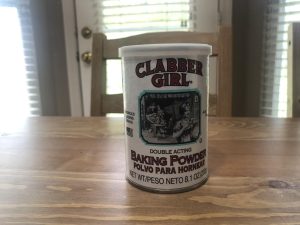 CLABBER
GIRL
DOUBLE ACTING
BAKING POWDER
POLVO PARA HORNEAR
NET WT/PESO NETO 8.1 OZ